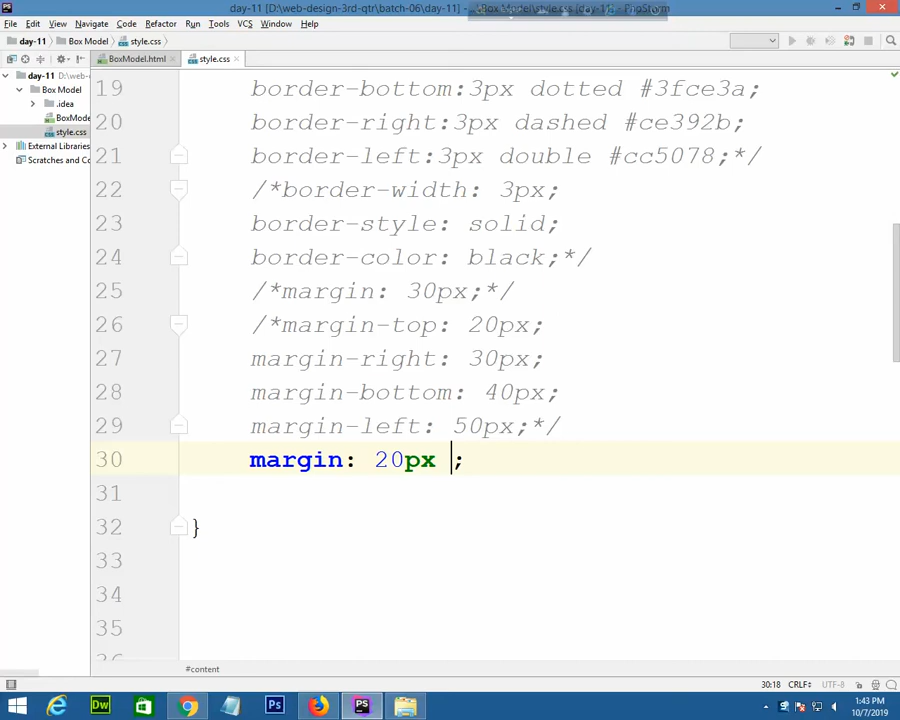 day-11 [D:\web-design-3rd-qtr\batch-06\day-11] - ...\Box Model\style.css [day-11] - PhpStorm
File Edit View Navigate Code Refactor Run Tools VCS Window Help
day-11 Box Model style.css
BoxModel.html style.css
day-11 D:\web-d
Box Model
.idea
BoxMode
style.css
External Libraries
Scratches and Co
19 border-bottom:3px dotted #3fce3a;
20 border-right:3px dashed #ce392b;
21 border-left:3px double #cc5078;*/
22 /*border-width: 3px;
23 border-style: solid;
24 border-color: black;*/
25 /*margin: 30px;*/
26 /*margin-top: 20px;
27 margin-right: 30px;
28 margin-bottom: 40px;
29 margin-left: 50px;*/
30 margin: 20px ;
31
32 }
33
34
35
#content
30:18 CRLF÷ UTF-8÷
1:43 PM
10/7/2019